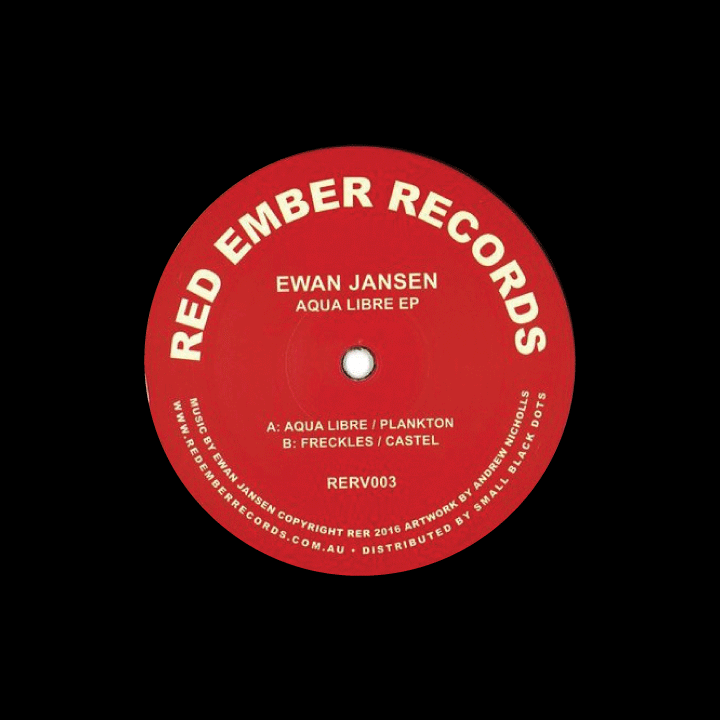 RED EMBER RECORDS
EWAN JANSEN
AQUA LIBRE EP
A: AQUA LIBRE / PLANKTON
B: FRECKLES / CASTEL
RERV003
MUSIC BY EWAN JANSEN COPYRIGHT RER 2016 ARTWORK BY ANDREW NICHOLLS
WWW.REDEMBERRECORDS.COM.AU • DISTRIBUTED BY SMALL BLACK DOTS